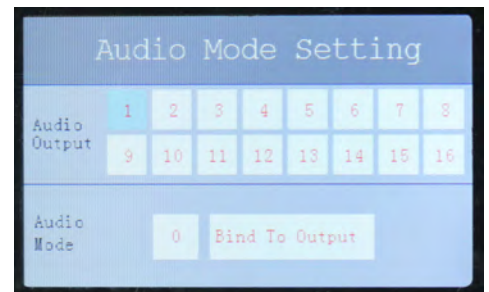 Audio Mode Setting
Audio Output
1 2 3 4 5 6 7 8
9 10 11 12 13 14 15 16
Audio Mode
0 Bind To Output